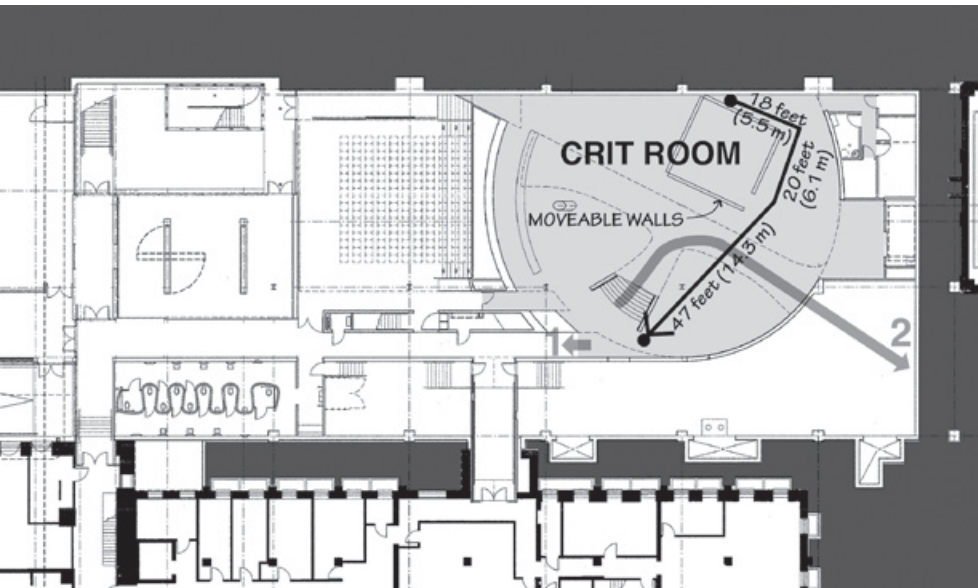 18 feet
(5.5 m)
CRIT ROOM
20 feet
(6.1 m)
MOVEABLE WALLS
47 feet (14.3 m)
1
2